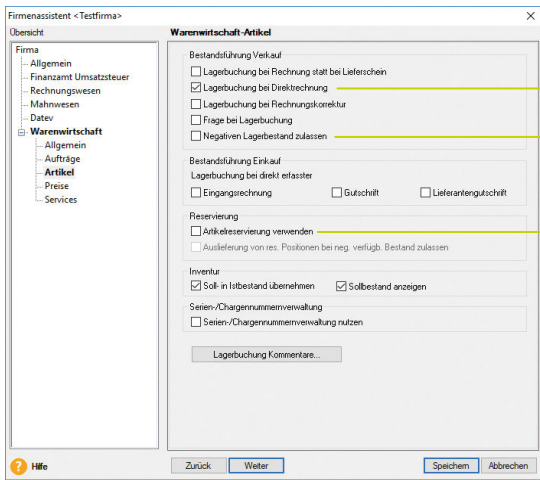 Firmenassistent <Testfirma>
Übersicht
Firma
Allgemein
Finanzamt Umsatzsteuer
Rechnungswesen
Mahnwesen
Datev
Warenwirtschaft
Allgemein
Aufträge
Artikel
Preise
Services
Warenwirtschaft-Artikel
Bestandsführung Verkauf
Lagerbuchung bei Rechnung statt bei Lieferschein
Lagerbuchung bei Direktrechnung
Lagerbuchung bei Rechnungskorrektur
Frage bei Lagerbuchung
Negativen Lagerbestand zulassen
Bestandsführung Einkauf
Lagerbuchung bei direkt erfasster
Eingangsrechnung Gutschrift Lieferantengutschrift
Reservierung
Artikelreservierung verwenden
Auslieferung von res. Positionen bei neg. verfügb. Bestand zulassen
Inventur
Soll- in Istbestand übernehmen Sollbestand anzeigen
Serien-/Chargennummernverwaltung
Serien-/Chargennummernverwaltung nutzen
Lagerbuchung Kommentare...
? Hilfe Zurück Weiter Speichern Abbrechen